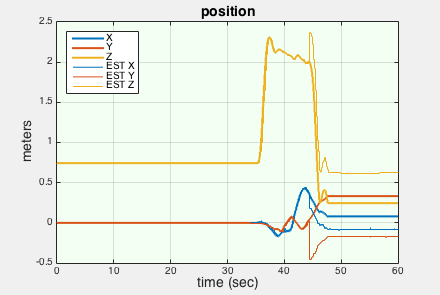 position
X
Y
Z
EST X
EST Y
EST Z
meters
2.5
2
1.5
1
0.5
0
-0.5
0 10 20 30 40 50 60
time (sec)